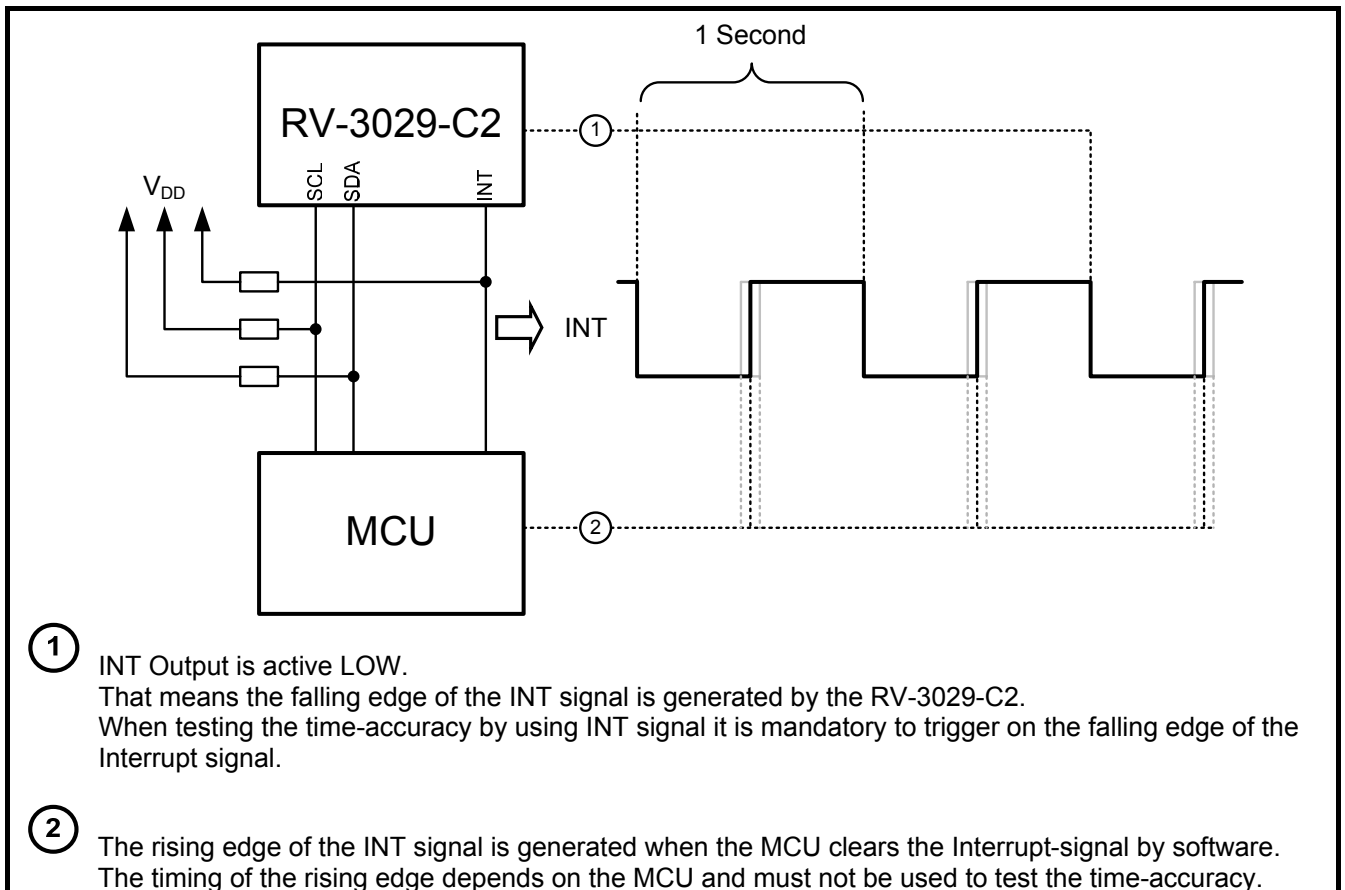 1 Second
RV-3029-C2
1
SCL
SDA
INT
VDD
INT
MCU
2
1
INT Output is active LOW.
That means the falling edge of the INT signal is generated by the RV-3029-C2.
When testing the time-accuracy by using INT signal it is mandatory to trigger on the falling edge of the
Interrupt signal.
2
The rising edge of the INT signal is generated when the MCU clears the Interrupt-signal by software.
The timing of the rising edge depends on the MCU and must not be used to test the time-accuracy.